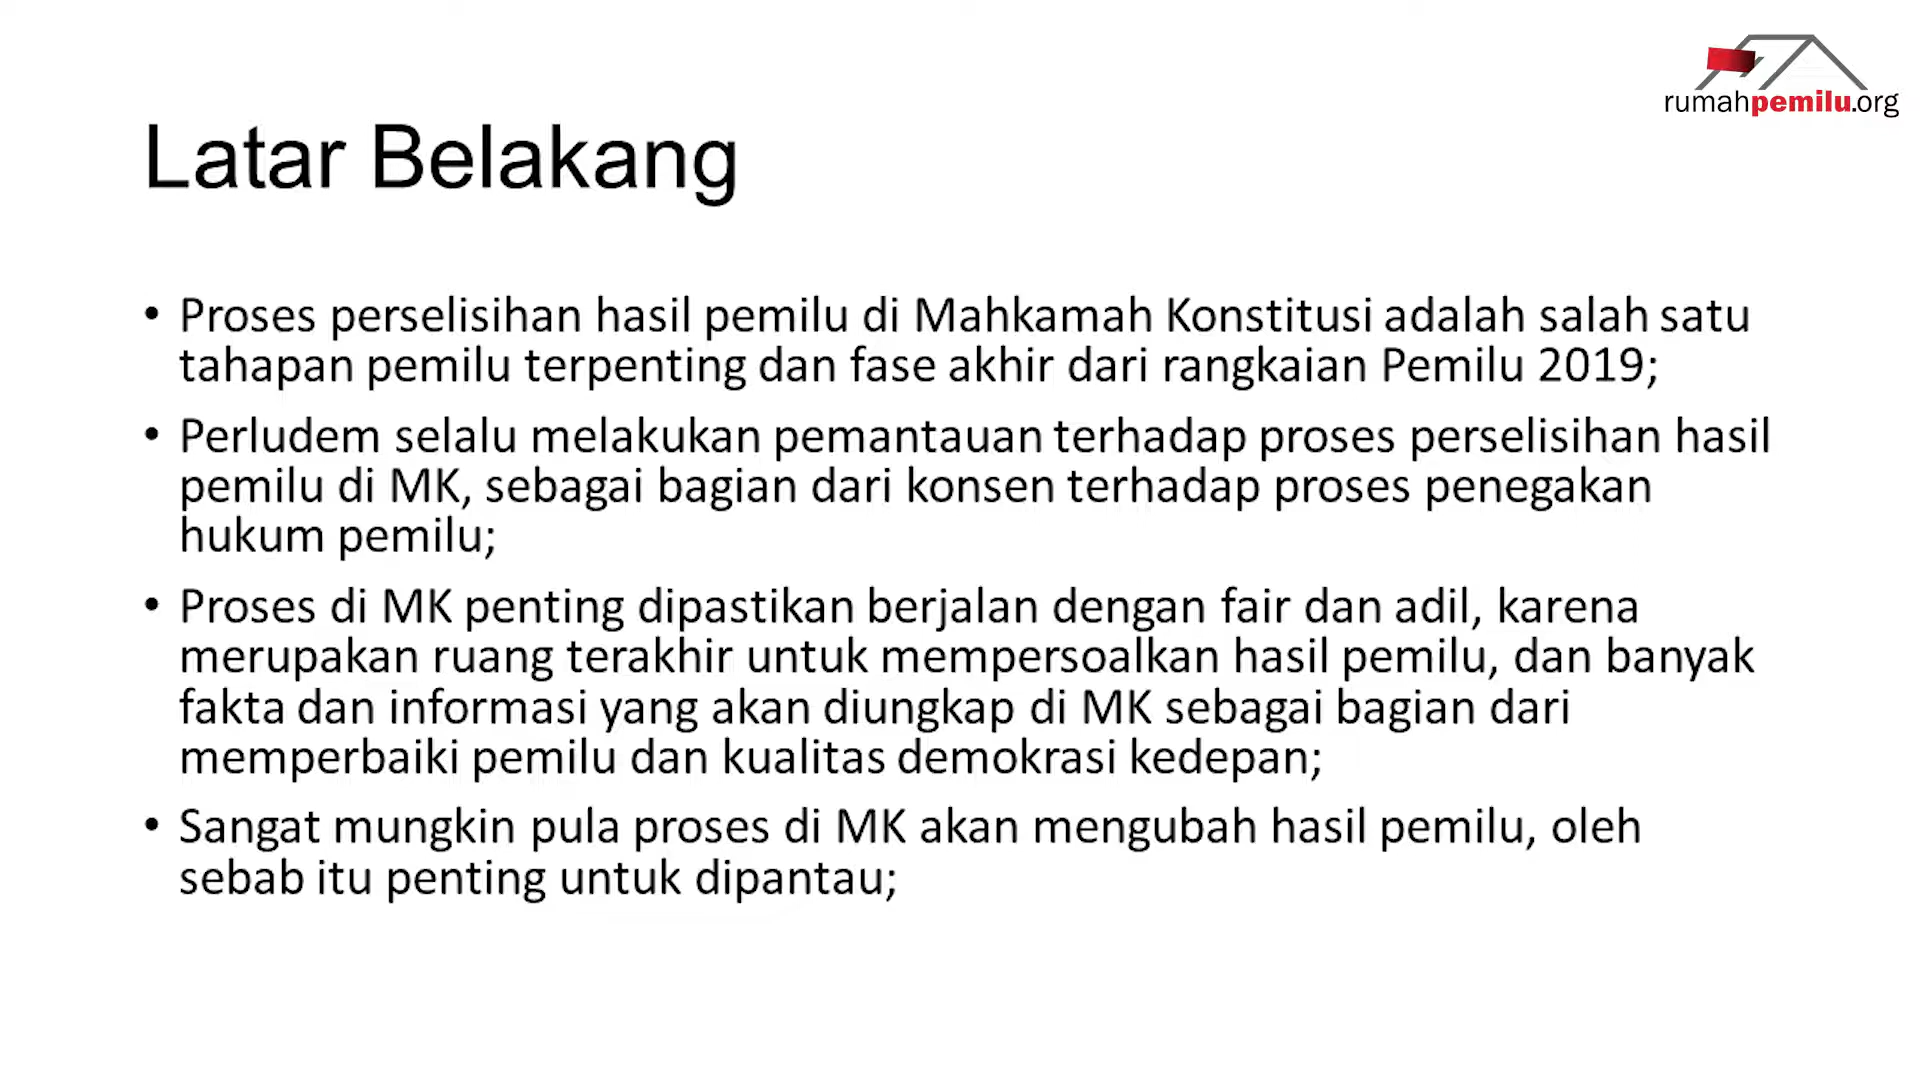 rumahpemilu.org
Latar Belakang
• Proses perselisihan hasil pemilu di Mahkamah Konstitusi adalah salah satu
tahapan pemilu terpenting dan fase akhir dari rangkaian Pemilu 2019;
• Perludem selalu melakukan pemantauan terhadap proses perselisihan hasil
pemilu di MK, sebagai bagian dari konsen terhadap proses penegakan
hukum pemilu;
• Proses di MK penting dipastikan berjalan dengan fair dan adil, karena
merupakan ruang terakhir untuk mempersoalkan hasil pemilu, dan banyak
fakta dan informasi yang akan diungkap di MK sebagai bagian dari
memperbaiki pemilu dan kualitas demokrasi kedepan;
• Sangat mungkin pula proses di MK akan mengubah hasil pemilu, oleh
sebab itu penting untuk dipantau;